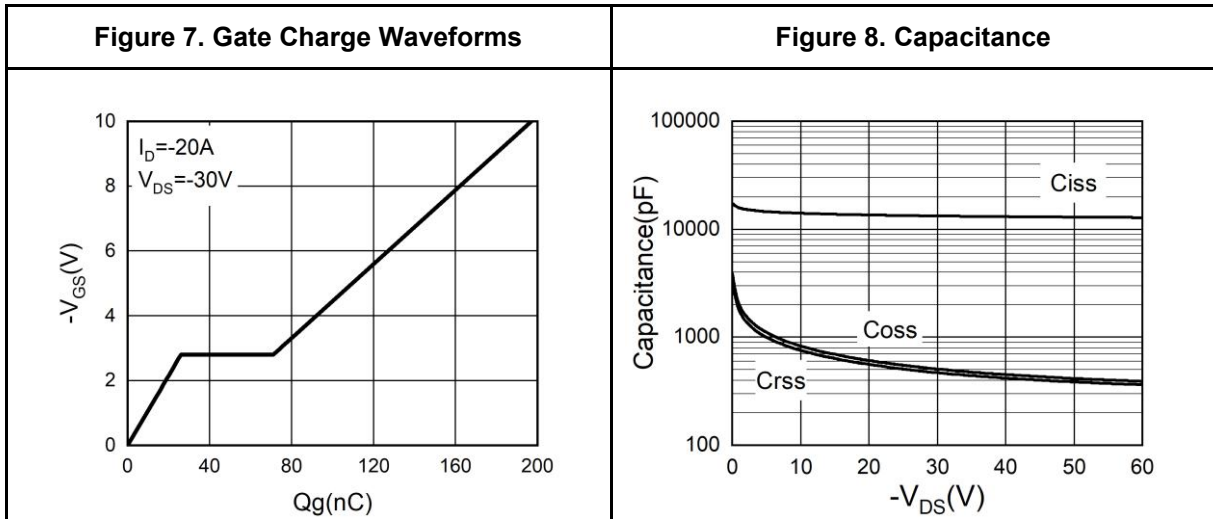 Figure 7. Gate Charge Waveforms
Figure 8. Capacitance
I_D=-20A
V_DS=-30V
10
8
6
4
2
0
-V_GS(V)
0 40 80 120 160 200
Qg(nC)
100000
10000
1000
100
Capacitance(pF)
Ciss
Coss
Crss
0 10 20 30 40 50 60
-V_DS(V)